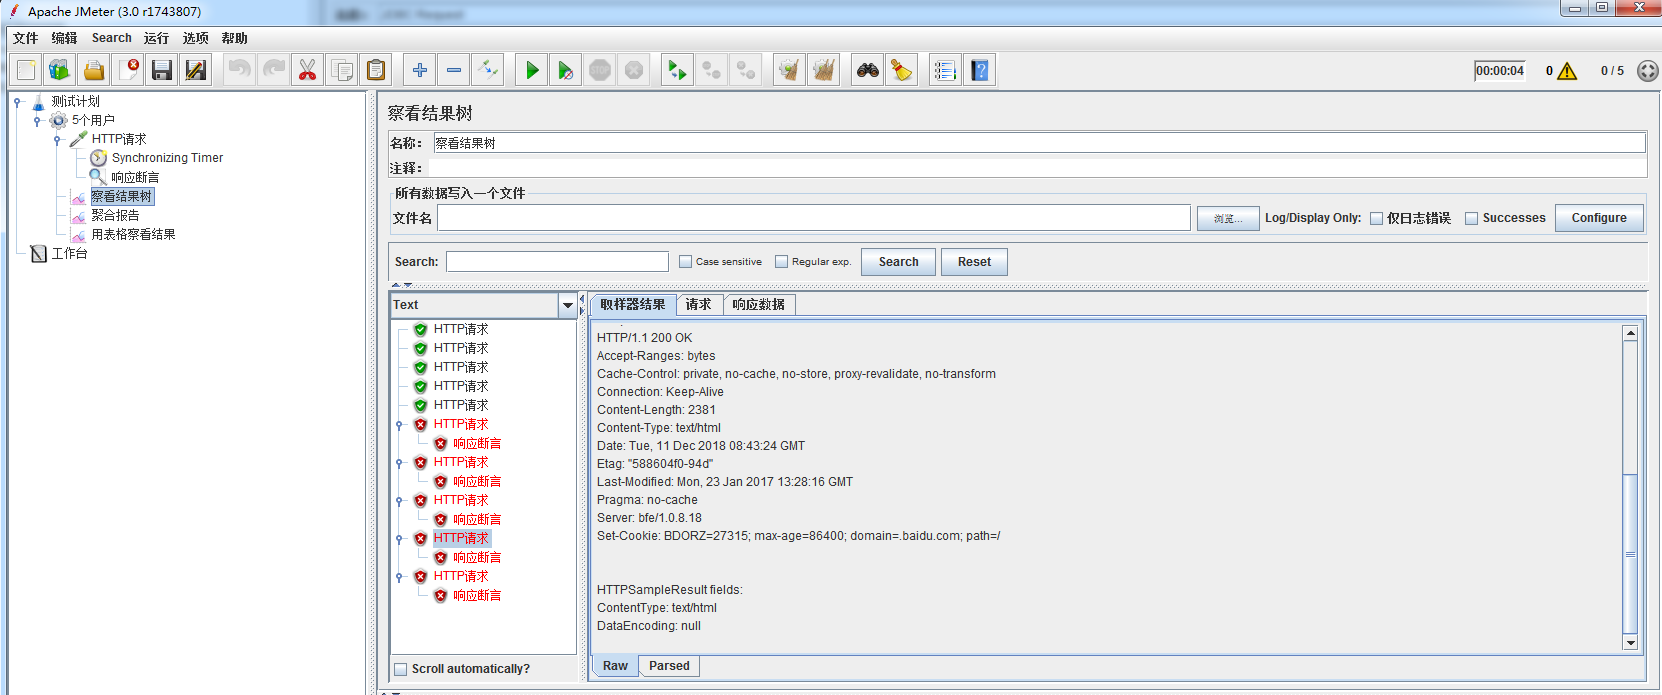 Apache JMeter (3.0 r1743807)
文件 编辑 Search 运行 选项 帮助
00:00:04 0 0 / 5
测试计划
5个用户
HTTP请求
Synchronizing Timer
响应断言
察看结果树
聚合报告
用表格察看结果
工作台
察看结果树
名称: 察看结果树
注释:
所有数据写入一个文件
文件名 浏览... Log/Display Only: 仅日志错误 Successes Configure
Search: Case sensitive Regular exp. Search Reset
Text
HTTP请求
HTTP请求
HTTP请求
HTTP请求
HTTP请求
HTTP请求
响应断言
HTTP请求
响应断言
HTTP请求
响应断言
HTTP请求
响应断言
HTTP请求
响应断言
Scroll automatically?
取样器结果 请求 响应数据
HTTP/1.1 200 OK
Accept-Ranges: bytes
Cache-Control: private, no-cache, no-store, proxy-revalidate, no-transform
Connection: Keep-Alive
Content-Length: 2381
Content-Type: text/html
Date: Tue, 11 Dec 2018 08:43:24 GMT
Etag: "588604f0-94d"
Last-Modified: Mon, 23 Jan 2017 13:28:16 GMT
Pragma: no-cache
Server: bfe/1.0.8.18
Set-Cookie: BDORZ=27315; max-age=86400; domain=.baidu.com; path=/
HTTPSampleResult fields:
ContentType: text/html
DataEncoding: null
Raw Parsed